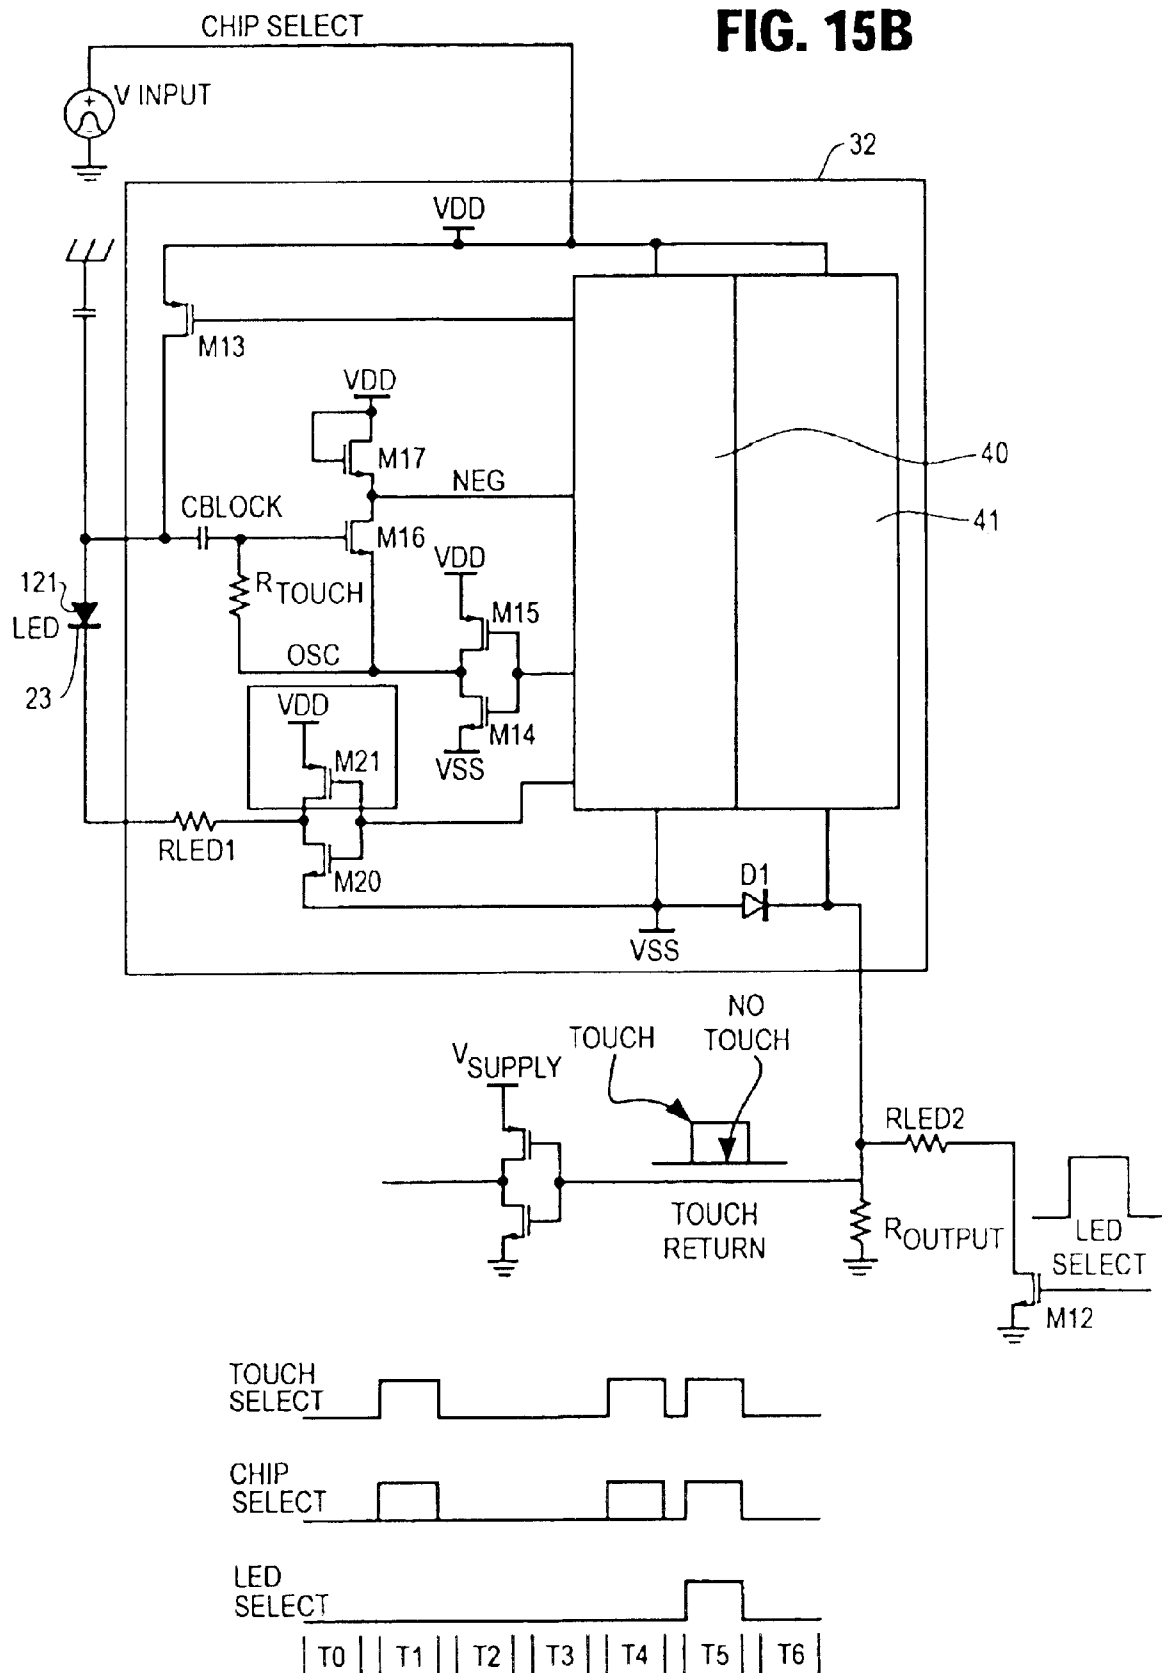 FIG. 15B
CHIP SELECT
V INPUT
32
VDD
M13
VDD
M17
NEG
40
CBLOCK
M16
41
VDD
121
R TOUCH
M15
LED
OSC
23
VDD
M14
M21
VSS
RLED1
M20
D1
VSS
NO
TOUCH
TOUCH
VSUPPLY
RLED2
TOUCH
RETURN
ROUTPUT
LED
SELECT
M12
TOUCH
SELECT
CHIP
SELECT
LED
SELECT
T0 T1 T2 T3 T4 T5 T6